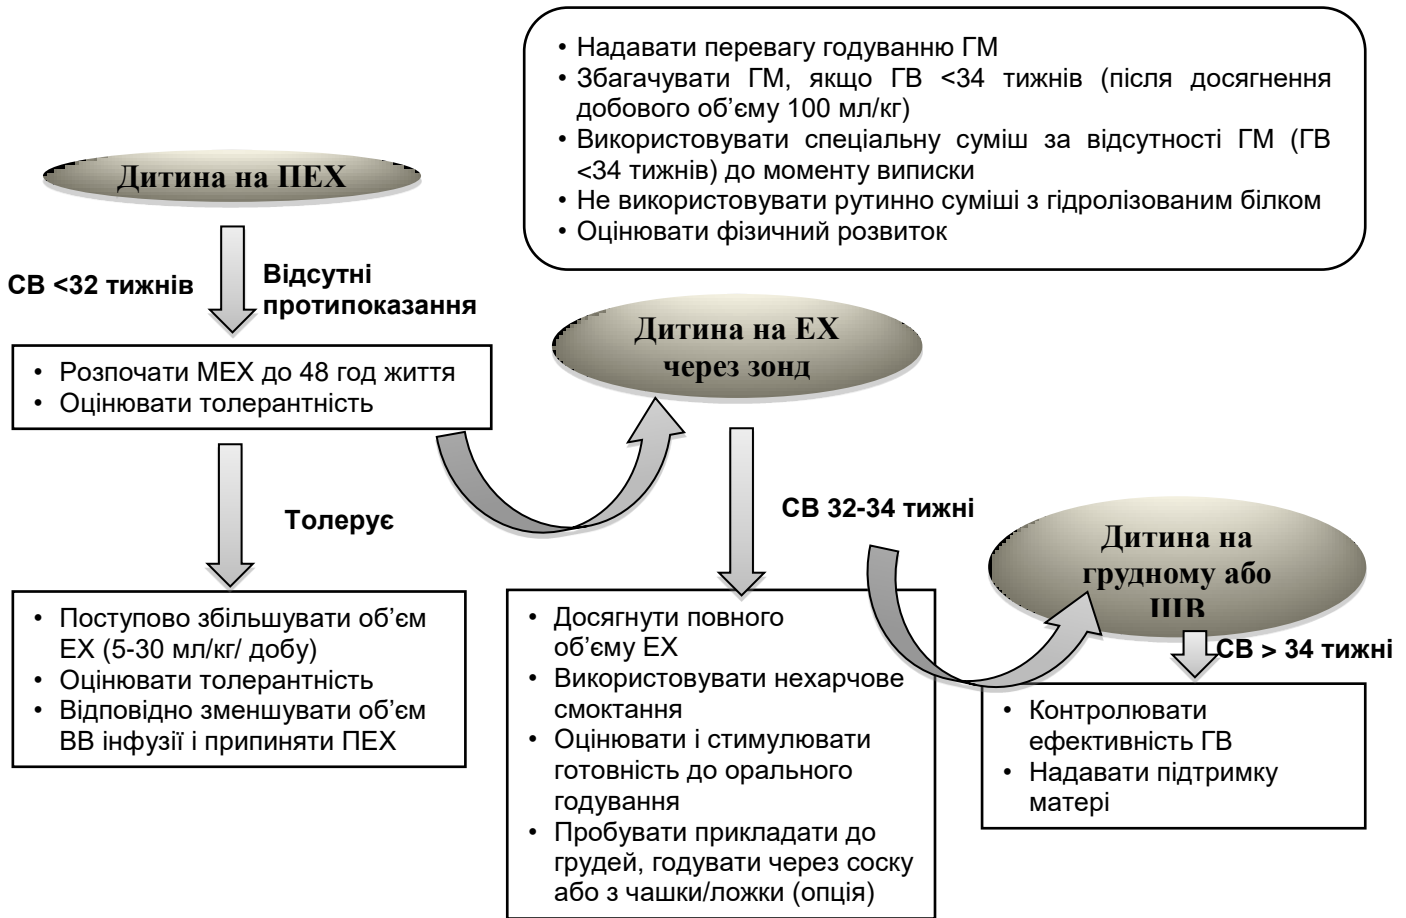 • Надавати перевагу годуванню ГМ
• Збагачувати ГМ, якщо ГВ <34 тижнів (після досягнення
добового об’єму 100 мл/кг)
• Використовувати спеціальну суміш за відсутності ГМ (ГВ
<34 тижнів) до моменту виписки
• Не використовувати рутинно суміші з гідролізованим білком
• Оцінювати фізичний розвиток
Дитина на ПЕХ
СВ <32 тижнів
Відсутні
протипоказання
• Розпочати МЕХ до 48 год життя
• Оцінювати толерантність
Толерує
• Поступово збільшувати об’єм
ЕХ (5-30 мл/кг/ добу)
• Оцінювати толерантність
• Відповідно зменшувати об’єм
ВВ інфузії і припиняти ПЕХ
Дитина на ЕХ
через зонд
СВ 32-34 тижні
• Досягнути повного
об’єму ЕХ
• Використовувати нехарчове
смоктання
• Оцінювати і стимулювати
готовність до орального
годування
• Пробувати прикладати до
грудей, годувати через соску
або з чашки/ложки (опція)
Дитина на
грудному або
СВ > 34 тижні
• Контролювати
ефективність ГВ
• Надавати підтримку
матері